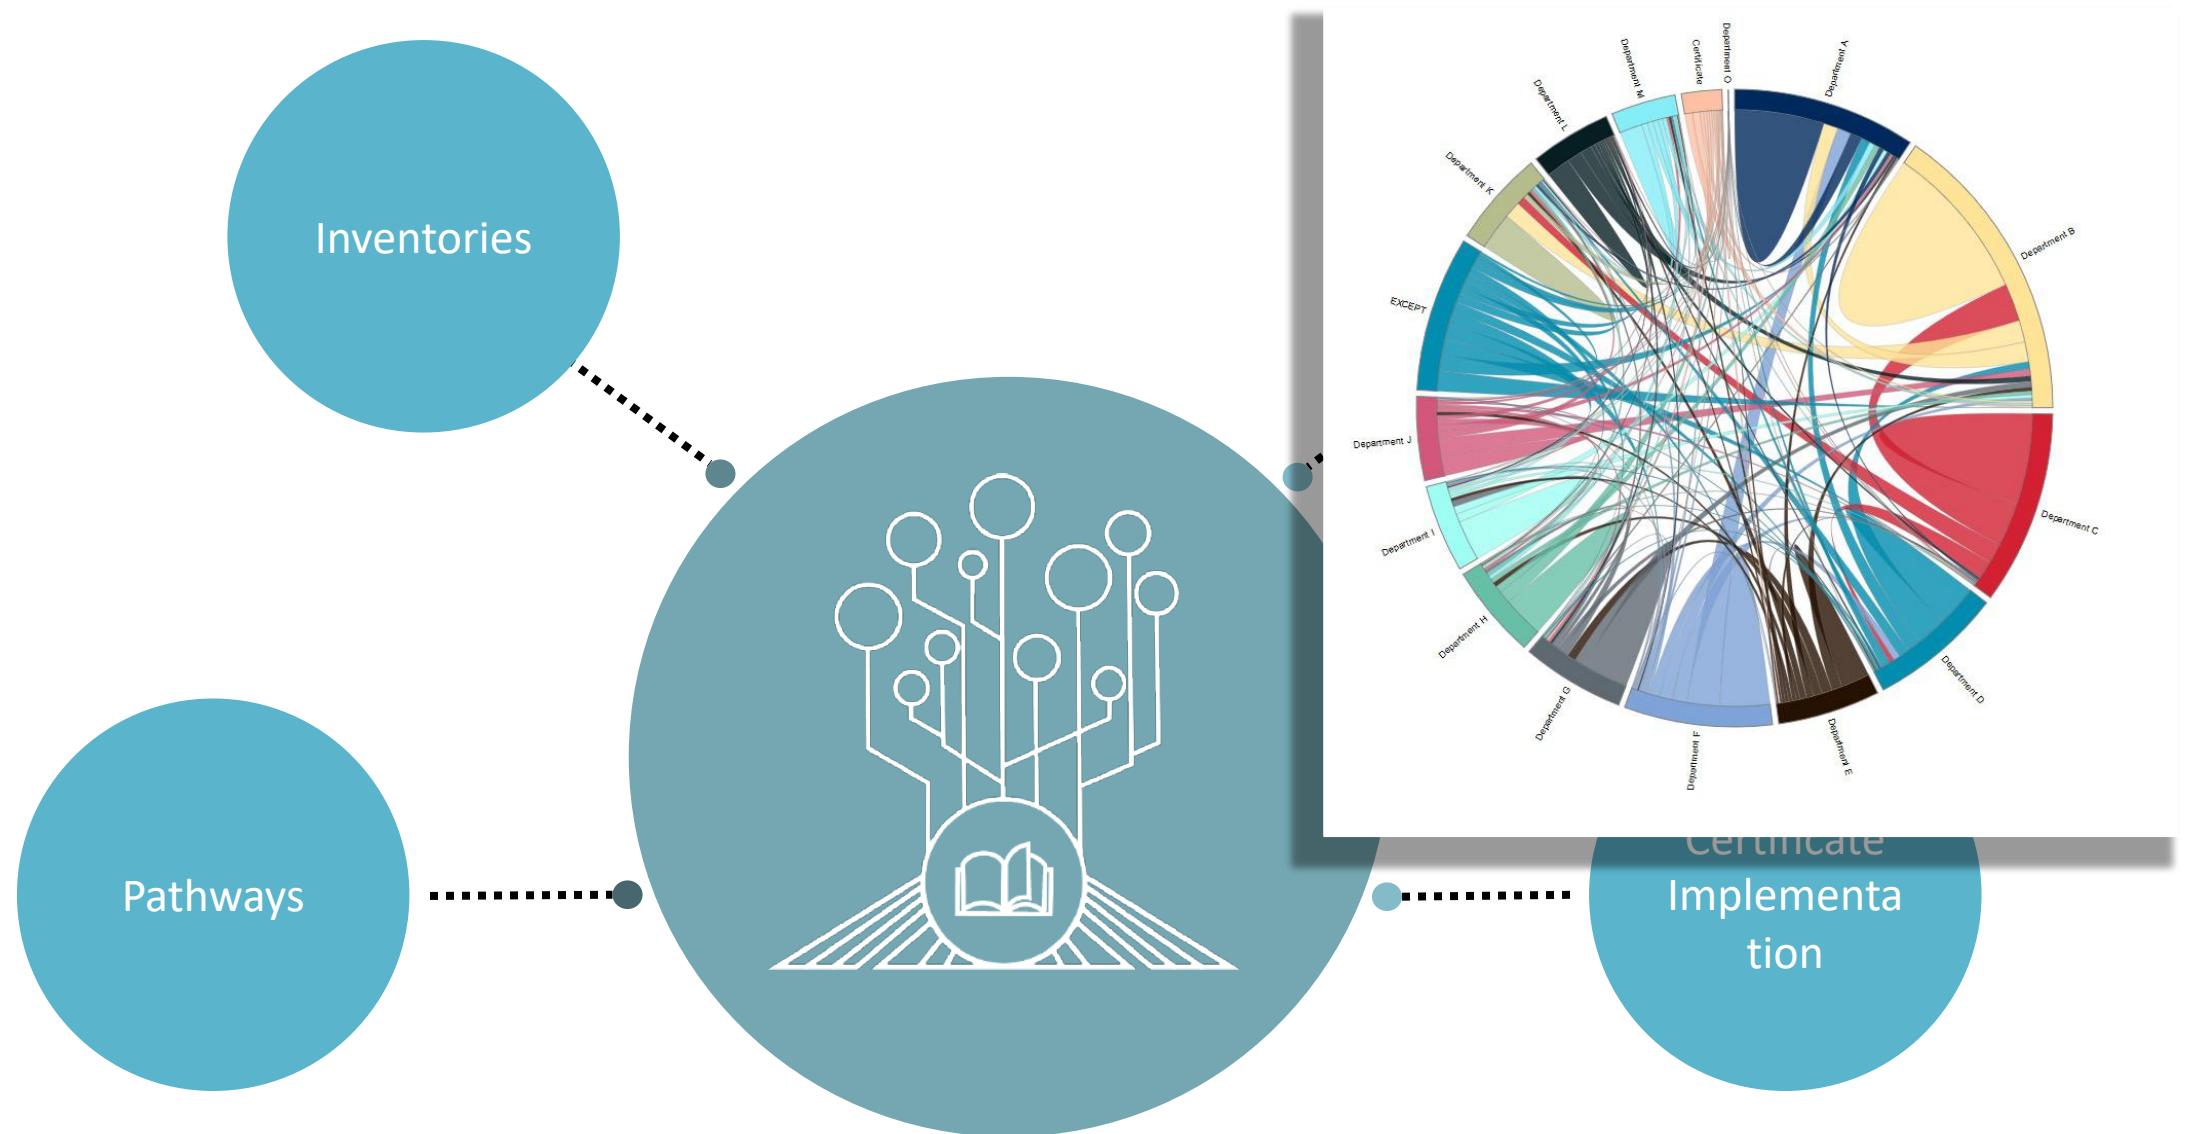 Inventories
Pathways
Department O
Certificate
Department M
Department L
Department K
EXCEPT
Department J
Department I
Department H
Department G
Department F
Department E
Department D
Department C
Department B
Department A
Certificate
Implementa
tion